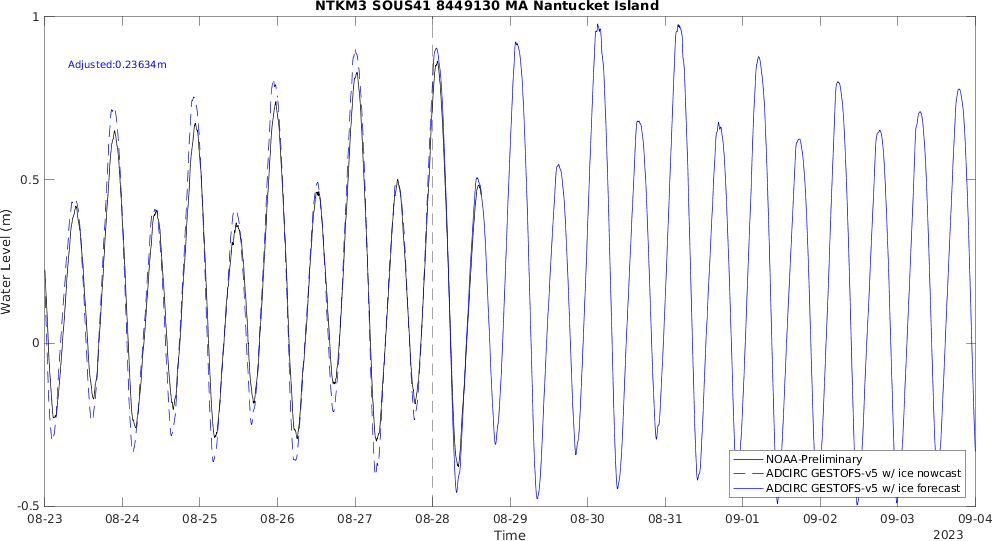 NTKM3 SOUS41 8449130 MA Nantucket Island
Adjusted:0.23634m
Water Level (m)
1
0.5
0
-0.5
08-23 08-24 08-25 08-26 08-27 08-28 08-29 08-30 08-31 09-01 09-02 09-03 09-04
Time
2023
NOAA-Preliminary
ADCIRC GESTOFS-v5 w/ ice nowcast
ADCIRC GESTOFS-v5 w/ ice forecast